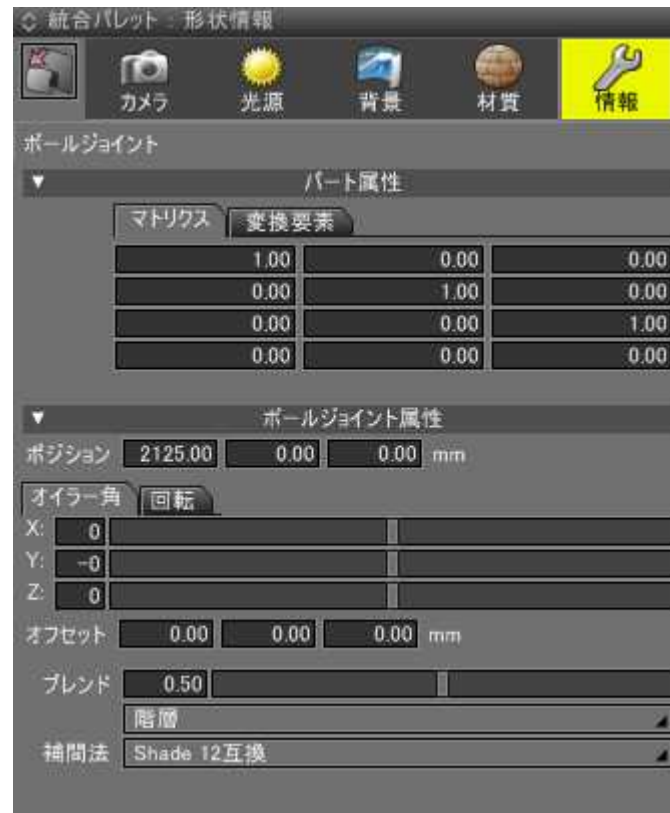 統合パレット : 形状情報
カメラ 光源 背景 材質 情報
ボールジョイント
▼ パート属性
マトリクス 変換要素
1.00 0.00 0.00
0.00 1.00 0.00
0.00 0.00 1.00
0.00 0.00 0.00
▼ ボールジョイント属性
ポジション 2125.00 0.00 0.00 mm
オイラー角 回転
X: 0
Y: -0
Z: 0
オフセット 0.00 0.00 0.00 mm
ブレンド 0.50
階層
補間法 Shade 12互換